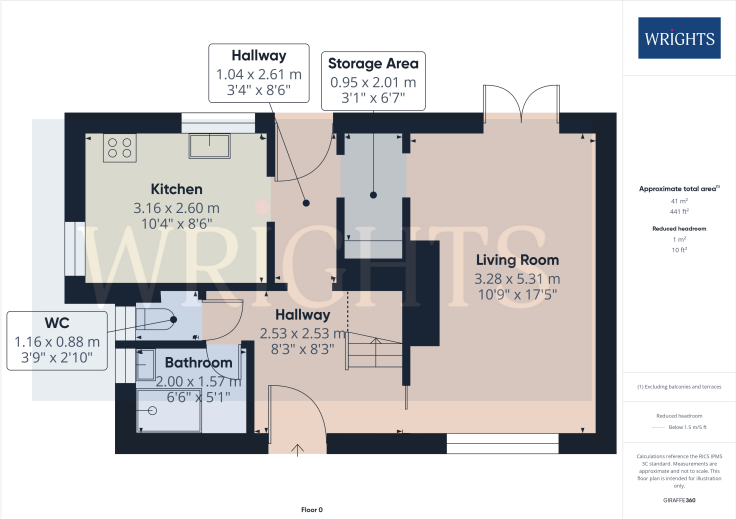 Hallway
1.04 x 2.61 m
3'4" x 8'6"
Storage Area
0.95 x 2.01 m
3'1" x 6'7"
WRIGHTS
Kitchen
3.16 x 2.60 m
10'4" x 8'6"
WRIGHTS
Living Room
3.28 x 5.31 m
10'9" x 17'5"
WC
1.16 x 0.88 m
3'9" x 2'10"
Hallway
2.53 x 2.53 m
8'3" x 8'3"
Bathroom
2.00 x 1.57 m
6'6" x 5'1"
Floor 0
Approximate total area(1)
41 m²
441 ft²
Reduced headroom
1 m²
10 ft²
(1) Excluding balconies and terraces
Reduced headroom
Below 1.5 m/5 ft
Calculations reference the RICS IPMS
3C standard. Measurements are
approximate and not to scale. This
floor plan is intended for illustration
only.
GIRAFFE360